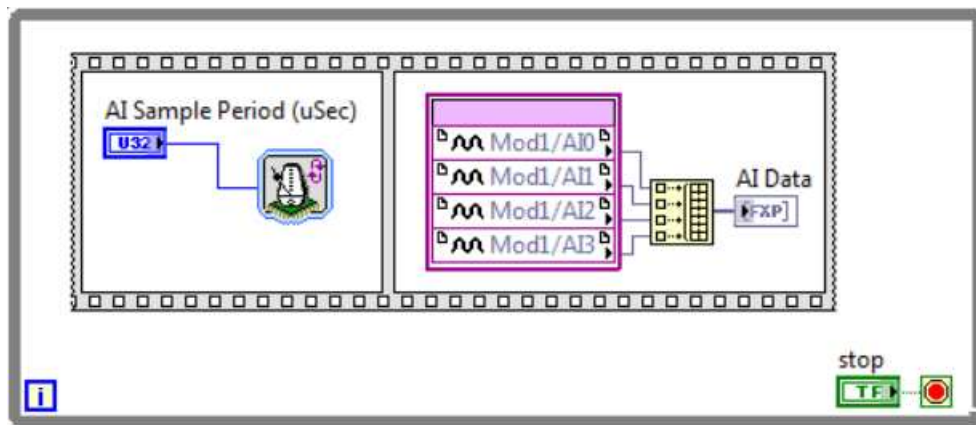 AI Sample Period (uSec)
U32
Mod1/AI0
Mod1/AI1
Mod1/AI2
Mod1/AI3
AI Data
FXP]
stop
TF
i